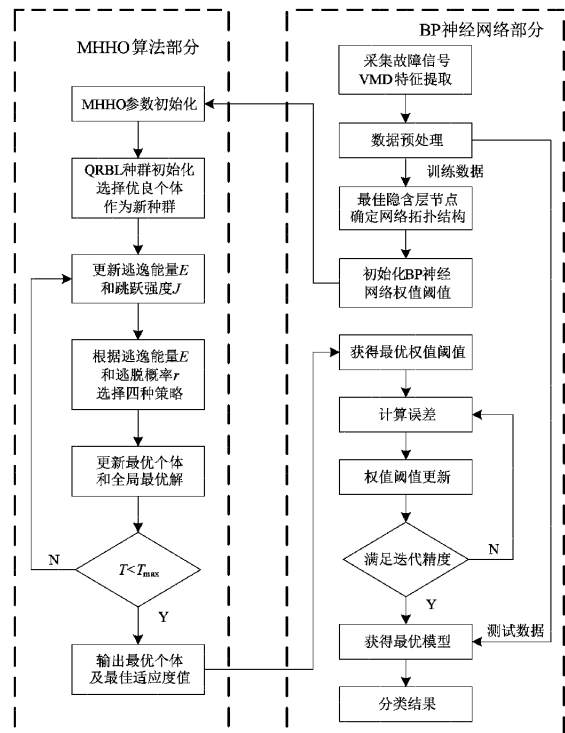 MHHO算法部分
MHHO参数初始化
QRBL种群初始化
选择优良个体
作为新种群
更新逃逸能量E
和跳跃强度J
根据逃逸能量E
和逃脱概率r
选择四种策略
更新最优个体
和全局最优解
N
T<Tmax
Y
输出最优个体
及最佳适应度值
BP神经网络部分
采集故障信号
VMD特征提取
数据预处理
训练数据
最佳隐含层节点
确定网络拓扑结构
初始化BP神经
网络权值阈值
获得最优权值阈值
计算误差
权值阈值更新
满足迭代精度
N
Y
获得最优模型
测试数据
分类结果